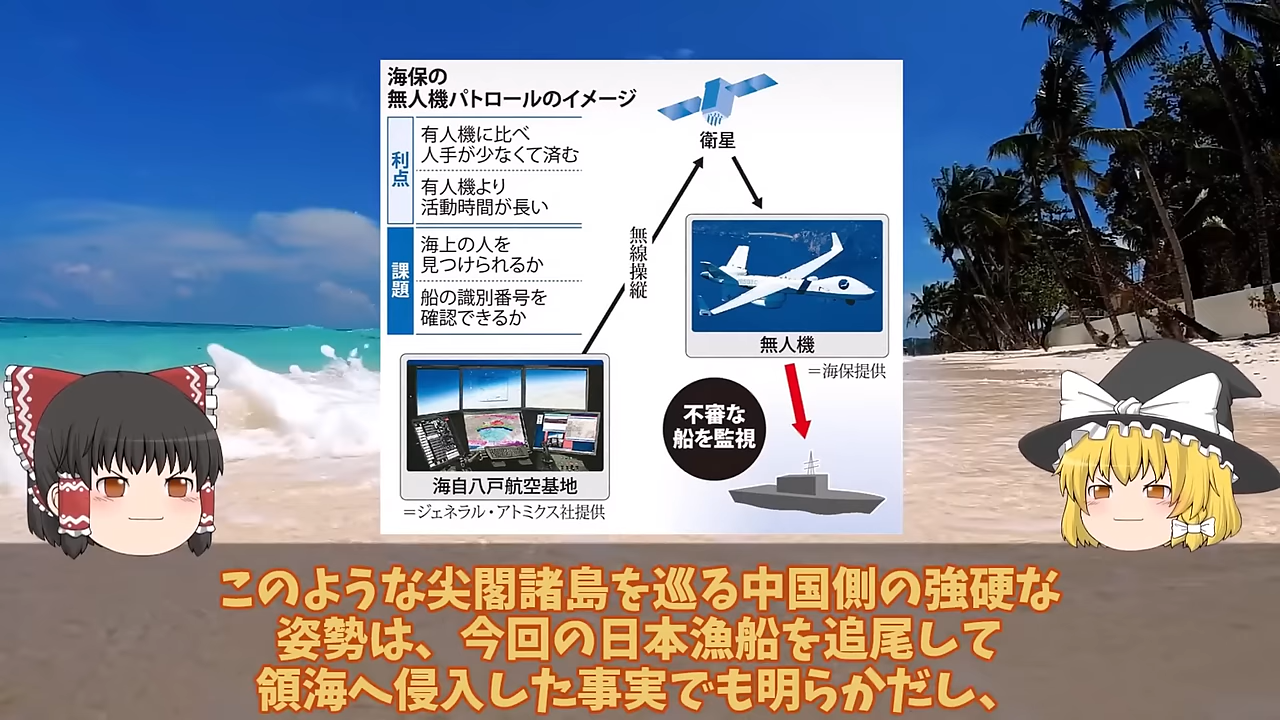 海保の
無人機パトロールのイメージ
利点
有人機に比べ
人手が少なくて済む
有人機より
活動時間が長い
課題
海上の人を
見つけられるか
船の識別番号を
確認できるか
衛星
無線操縦
無人機
＝海保提供
不審な
船を監視
海自八戸航空基地
＝ジェネラル・アトミクス社提供
このような尖閣諸島を巡る中国側の強硬な
姿勢は、今回の日本漁船を追尾して
領海へ侵入した事実でも明らかだし、